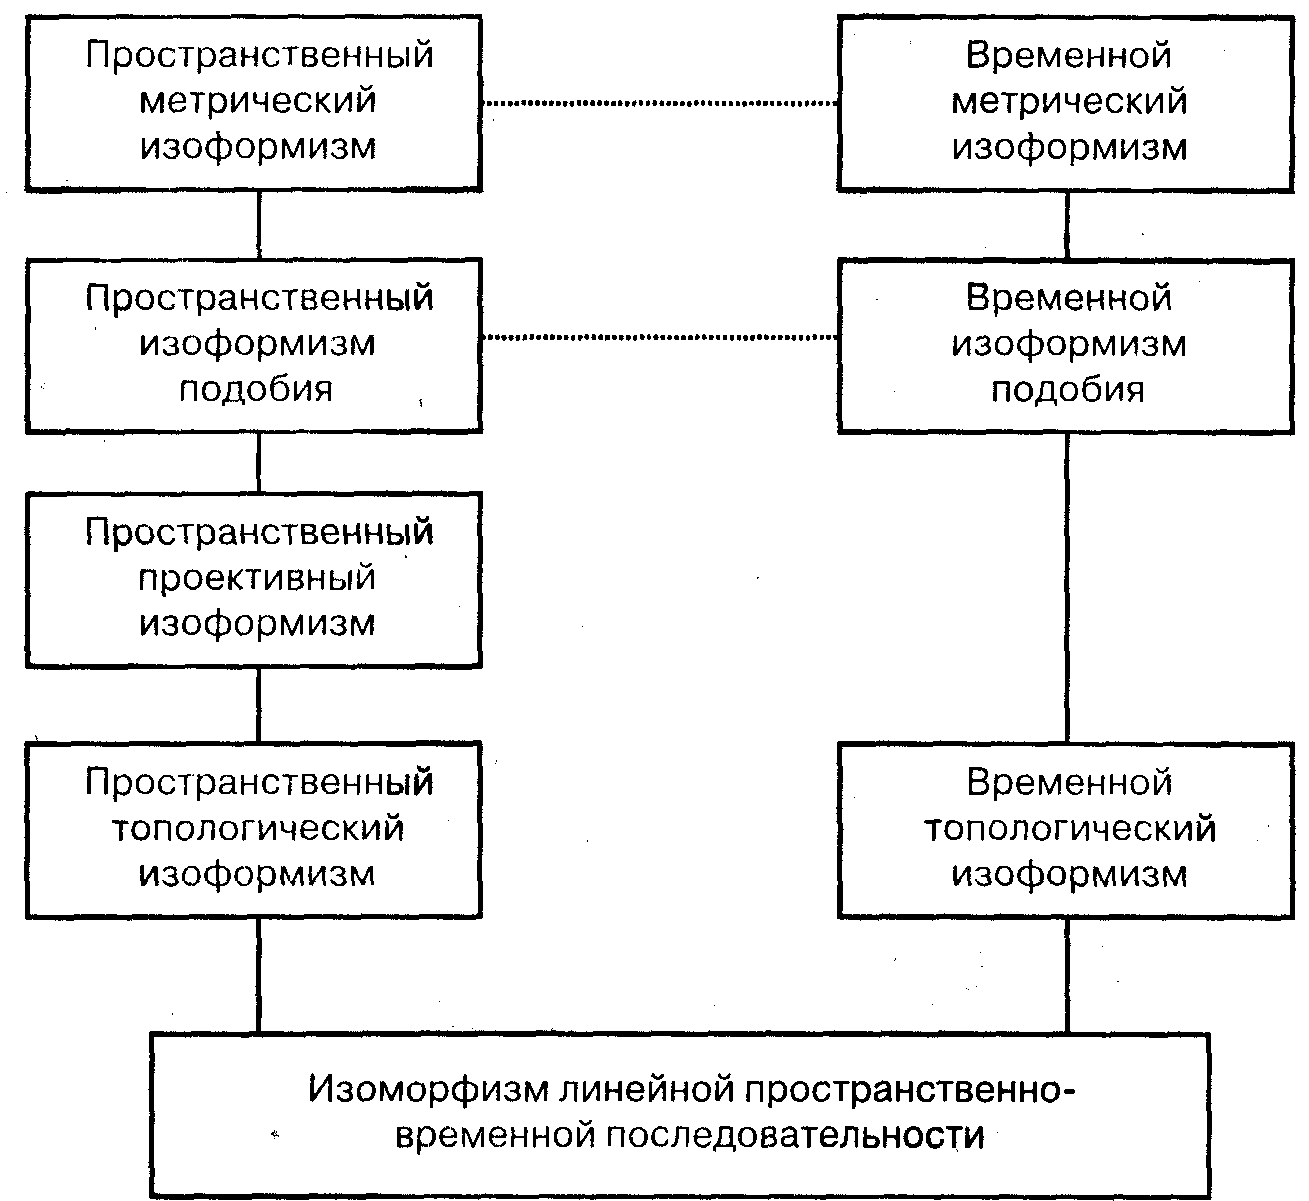 Пространственный
метрический
изоформизм
Временной
метрический
изоформизм
Пространственный
изоформизм
подобия
Временной
изоформизм
подобия
Пространственный
проективный
изоформизм
Пространственный
топологический
изоформизм
Временной
топологический
изоформизм
Изоморфизм линейной пространственно-
временной последовательности